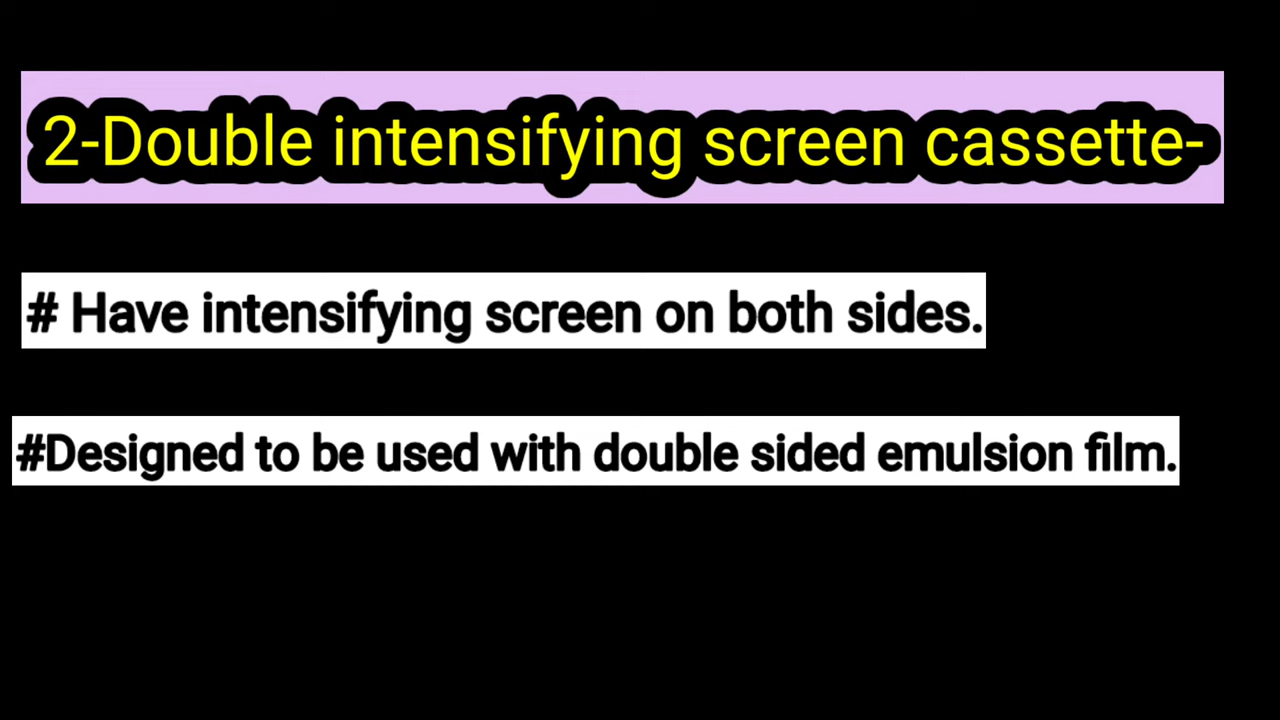 2-Double intensifying screen cassette-
# Have intensifying screen on both sides.
#Designed to be used with double sided emulsion film.